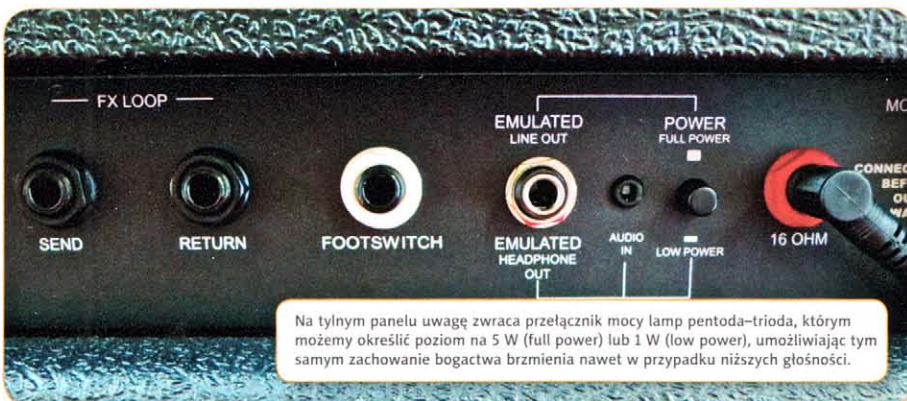 FX LOOP
SEND
RETURN
FOOTSWITCH
EMULATED
LINE OUT
EMULATED
HEADPHONE
OUT
AUDIO
IN
POWER
FULL POWER
LOW POWER
16 OHM
Na tylnym panelu uwagę zwraca przełącznik mocy lamp pentoda–trioda, którym
możemy określić poziom na 5 W (full power) lub 1 W (low power), umożliwiając tym
samym zachowanie bogactwa brzmienia nawet w przypadku niższych głośności.